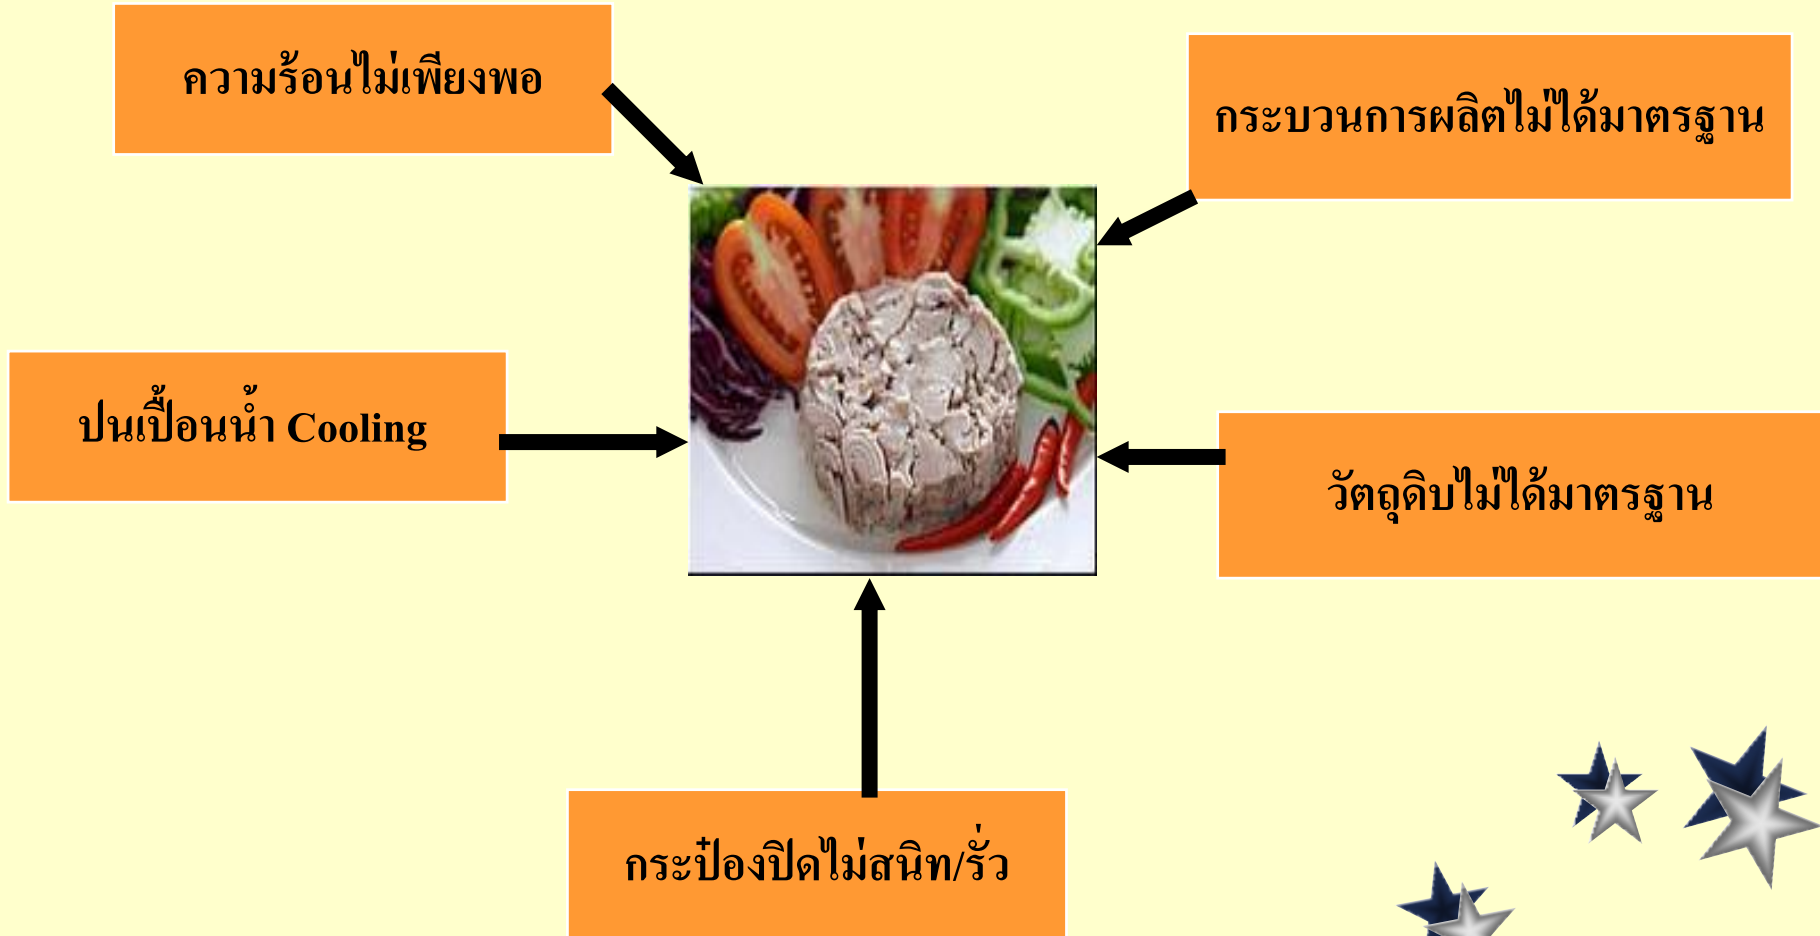 ความร้อนไม่เพียงพอ
กระบวนการผลิตไม่ได้มาตรฐาน
ปนเปื้อนน้ำ Cooling
วัตถุดิบไม่ได้มาตรฐาน
กระป๋องปิดไม่สนิท/รั่ว